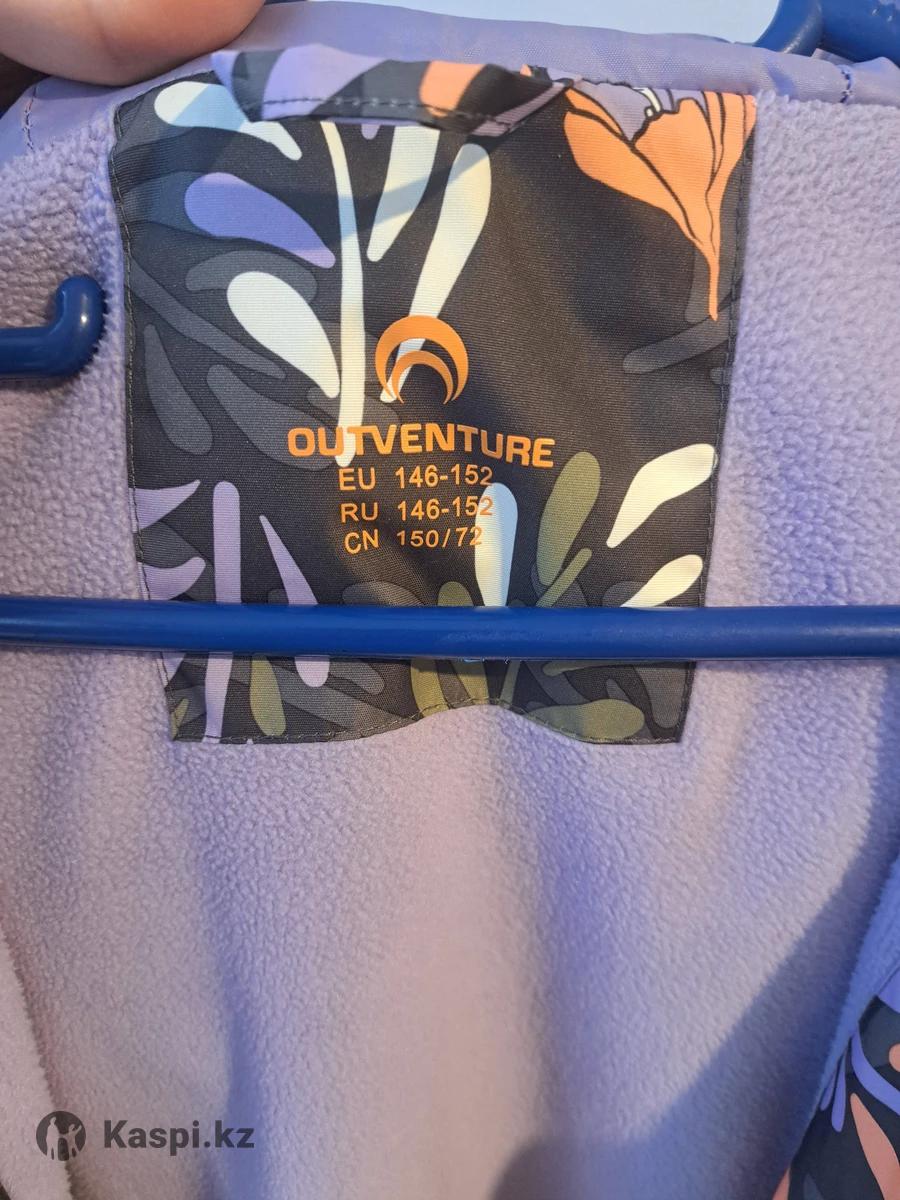 OUTVENTURE
EU 146-152
RU 146-152
CN 150/72
Kaspi.kz